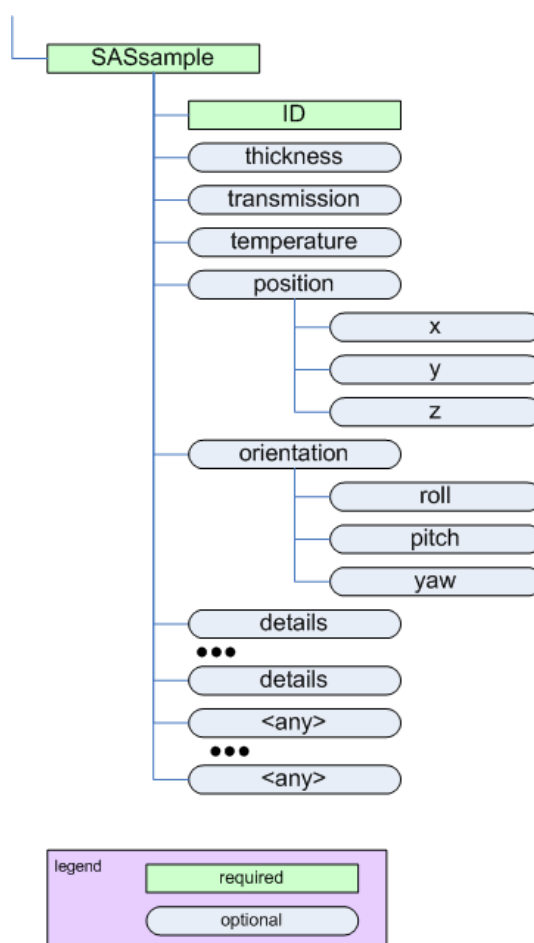 SASsample
ID
thickness
transmission
temperature
position
x
y
z
orientation
roll
pitch
yaw
details
•••
details
<any>
•••
<any>
legend
required
optional